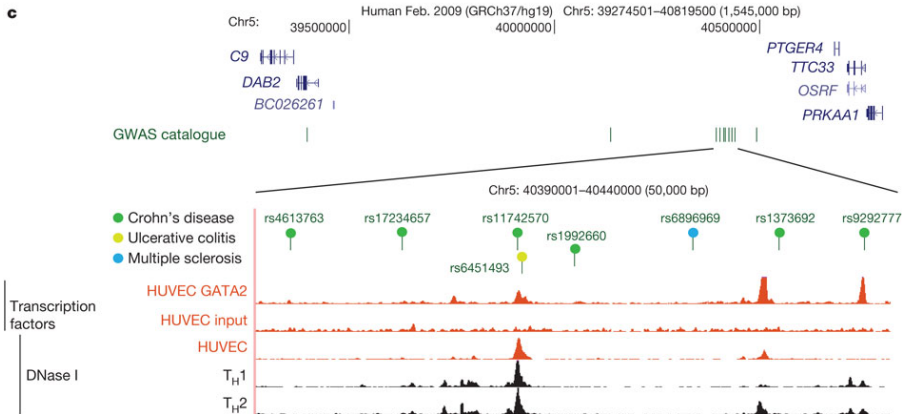 c
Human Feb. 2009 (GRCh37/hg19) Chr5: 39274501–40819500 (1,545,000 bp)
Chr5:
39500000
40000000
40500000
C9
DAB2
BC026261
PTGER4
TTC33
OSRF
PRKAA1
GWAS catalogue
Chr5: 40390001–40440000 (50,000 bp)
Crohn's disease
Ulcerative colitis
Multiple sclerosis
rs4613763
rs17234657
rs11742570
rs1992660
rs6451493
rs6896969
rs1373692
rs9292777
Transcription
factors
HUVEC GATA2
HUVEC input
DNase I
HUVEC
TH1
TH2